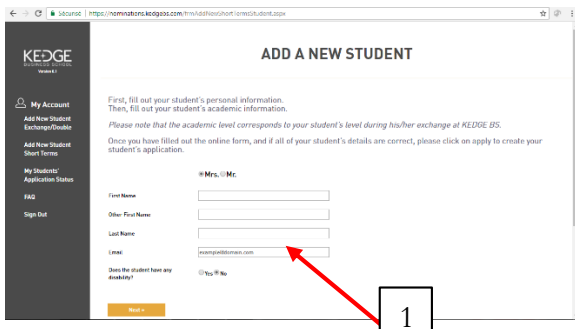 Sécurisé | https://nominations.kedgebs.com/frmAddNewShortTermsStudent.aspx
KEDGE
BUSINESS SCHOOL
ADD A NEW STUDENT
My Account
Add New Student
Exchange/Double
Add New Student
Short Terms
My Students'
Application Status
FAQ
Sign Out
First, fill out your student's personal information.
Then, fill out your student's academic information.
Please note that the academic level corresponds to your student's level during his/her exchange at KEDGE BS.
Once you have filled out the online form, and if all of your student's details are correct, please click on apply to create your
student's application.
Mrs. Mr.
First Name
Other First Name
Last Name
Email example@domain.com
Does the student have any
disability? Yes No
Next »
1